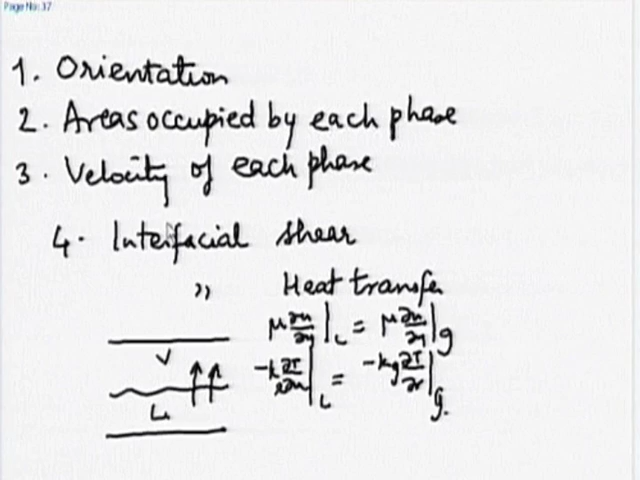 Page No: 37
1. Orientation
2. Areas occupied by each phase
3. Velocity of each phase
4. Interfacial shear
" Heat transfer
μ ∂u/∂y |L = μ ∂u/∂y |g
V
-k ∂T/ |L = -kg ∂T/∂r |g.
L